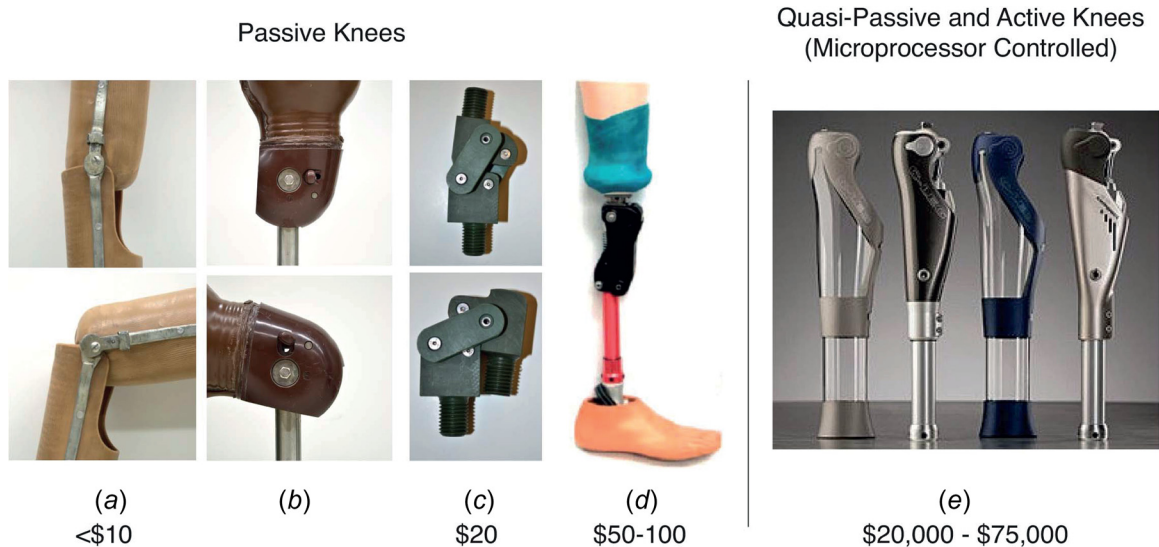 Passive Knees
Quasi-Passive and Active Knees
(Microprocessor Controlled)
(a)
(b)
(c)
(d)
(e)
<$10
$20
$50-100
$20,000 - $75,000